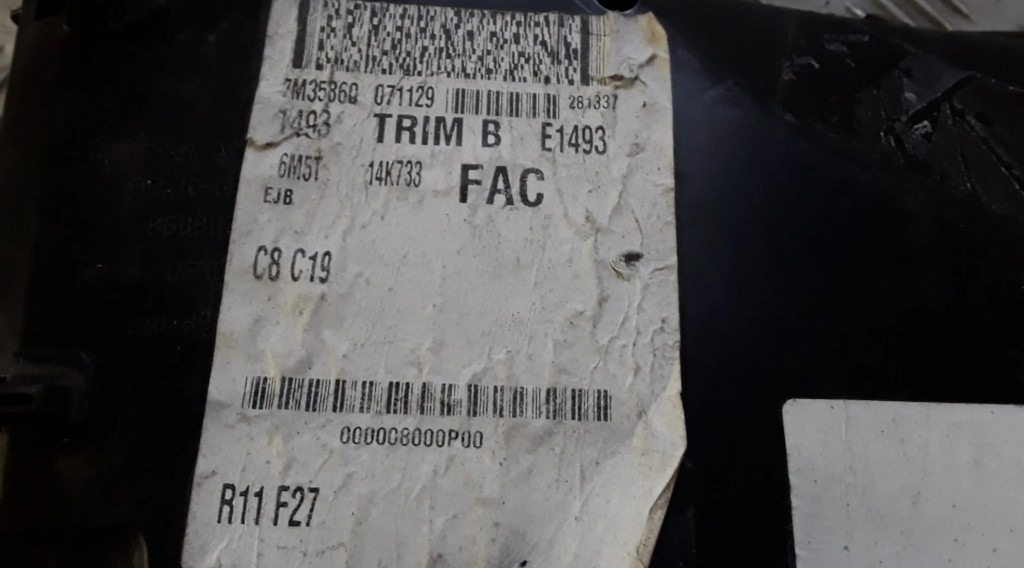 7M35860 071129 281337
1493 TRIM B E1493
6M5T 14K733 FAC
EJB
C8 C19
000008000P00
R11 F27